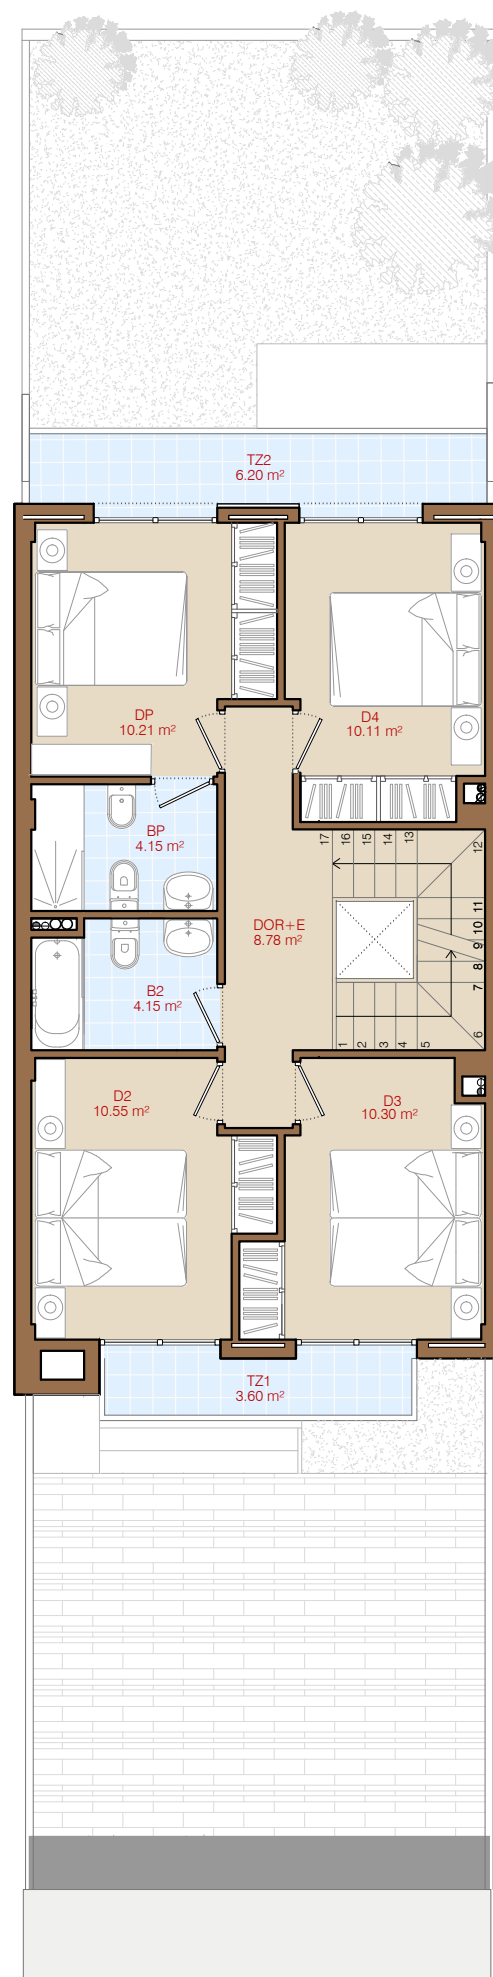 TZ2
6.20 m²
DP
10.21 m²
D4
10.11 m²
BP
4.15 m²
17
16
15
14
13
12
11
10
9
8
7
6
DOR+E
8.78 m²
B2
4.15 m²
1
2
3
4
5
D2
10.55 m²
D3
10.30 m²
TZ1
3.60 m²